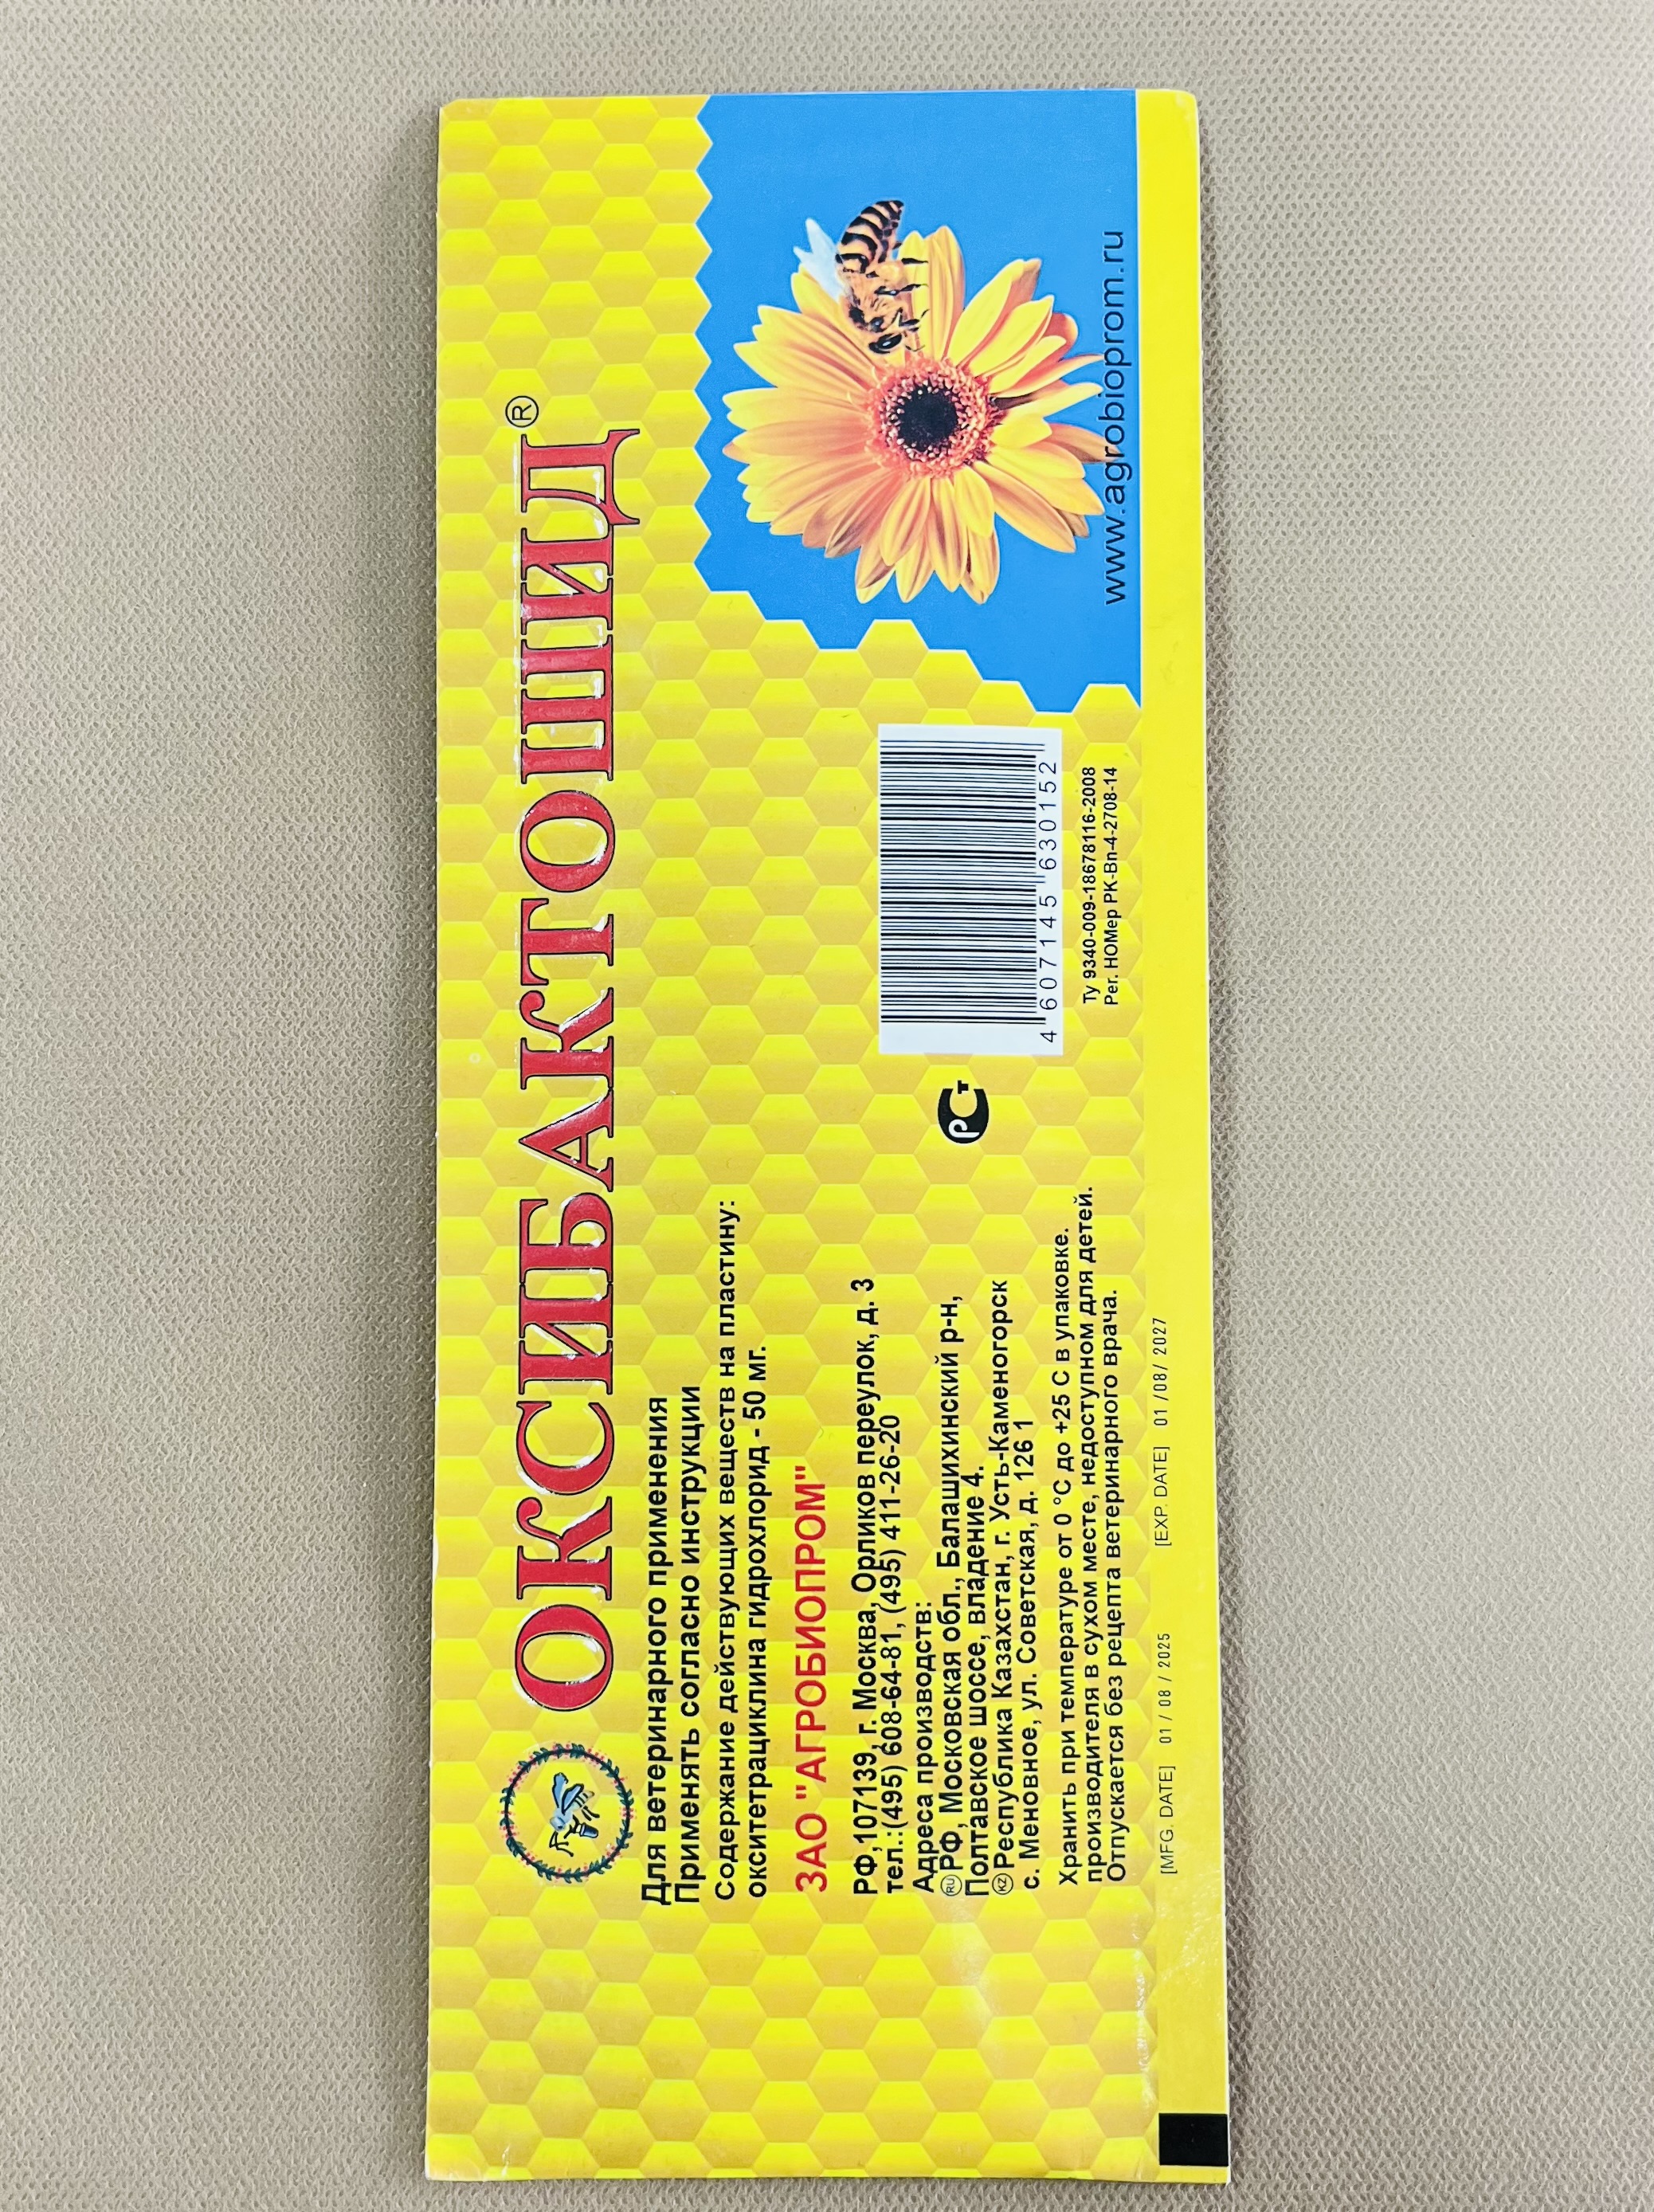 ОКСИБАКТОШИД®
Для ветеринарного применения
Применять согласно инструкции
Содержание действующих веществ на пластину:
окситетрациклина гидрохлорид - 50 мг.
ЗАО "АГРОБИОПРОМ"
РФ, 107139, г. Москва, Орликов переулок, д. 3
тел.:(495) 608-64-81, (495) 411-26-20
Адреса производств:
RU РФ, Московская обл., Балашихинский р-н,
Полтавское шоссе, владение 4.
KZ Республика Казахстан, г. Усть-Каменогорск
с. Меновное, ул. Советская, д. 126 1
Хранить при температуре от 0 °С до +25 С в упаковке.
производителя в сухом месте, недоступном для детей.
Отпускается без рецепта ветеринарного врача.
[MFG. DATE] 01 / 08 / 2025 [EXP. DATE] 01 /08/ 2027
РСТ
4 607145 630152
Ту 9340-009-18678116-2008
Рег. НОМер РК-Вп-4-2708-14
www.agrobioprom.ru